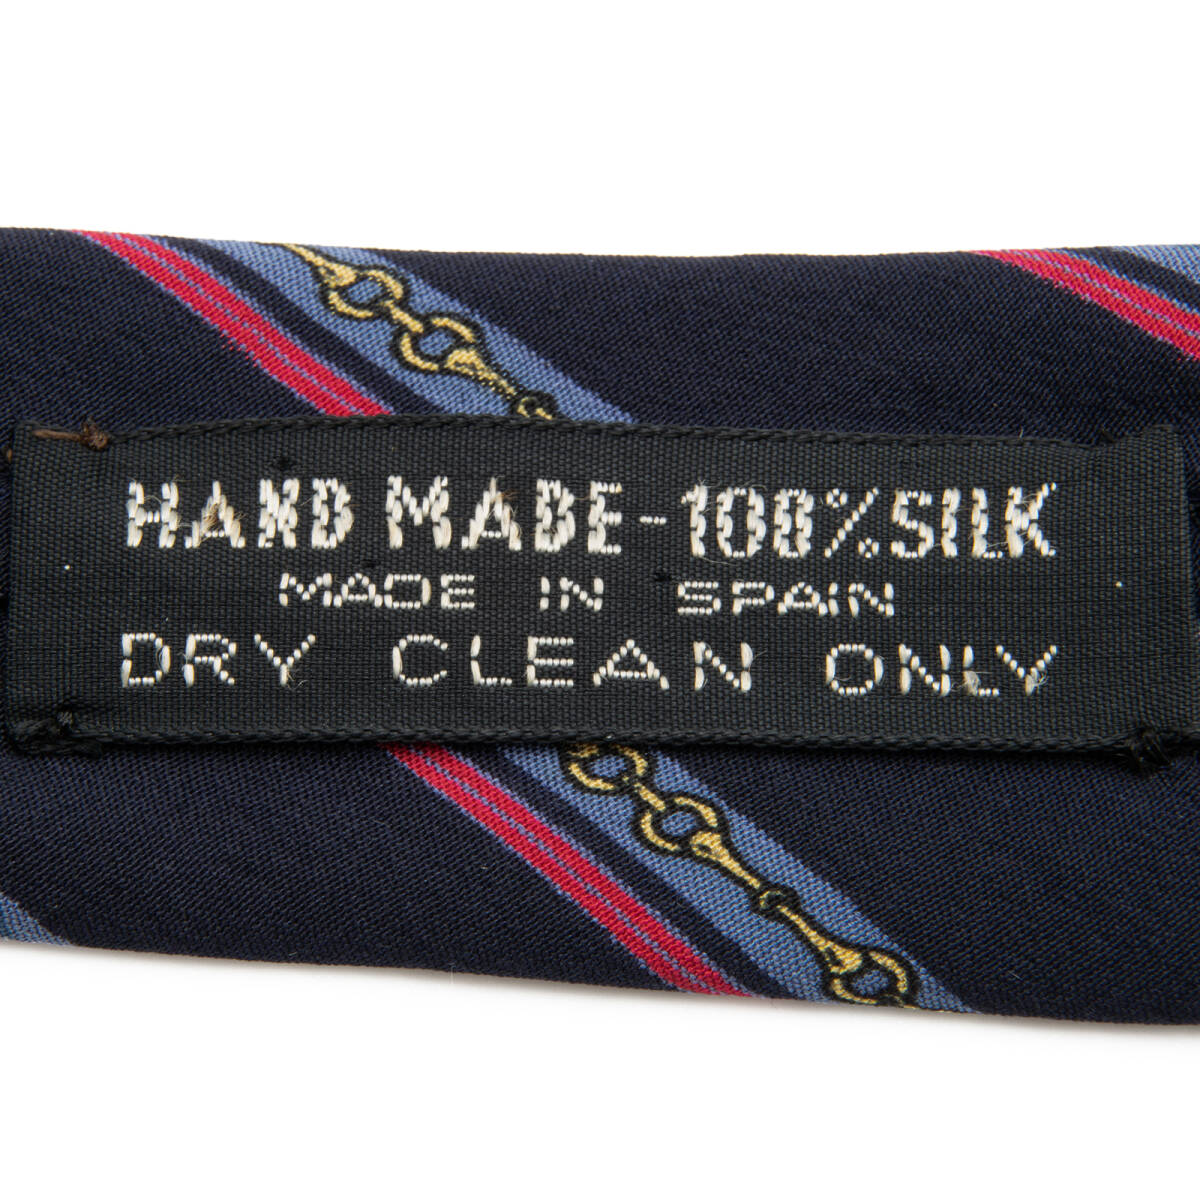 HAND MADE-100%SILK
MADE IN SPAIN
DRY CLEAN ONLY